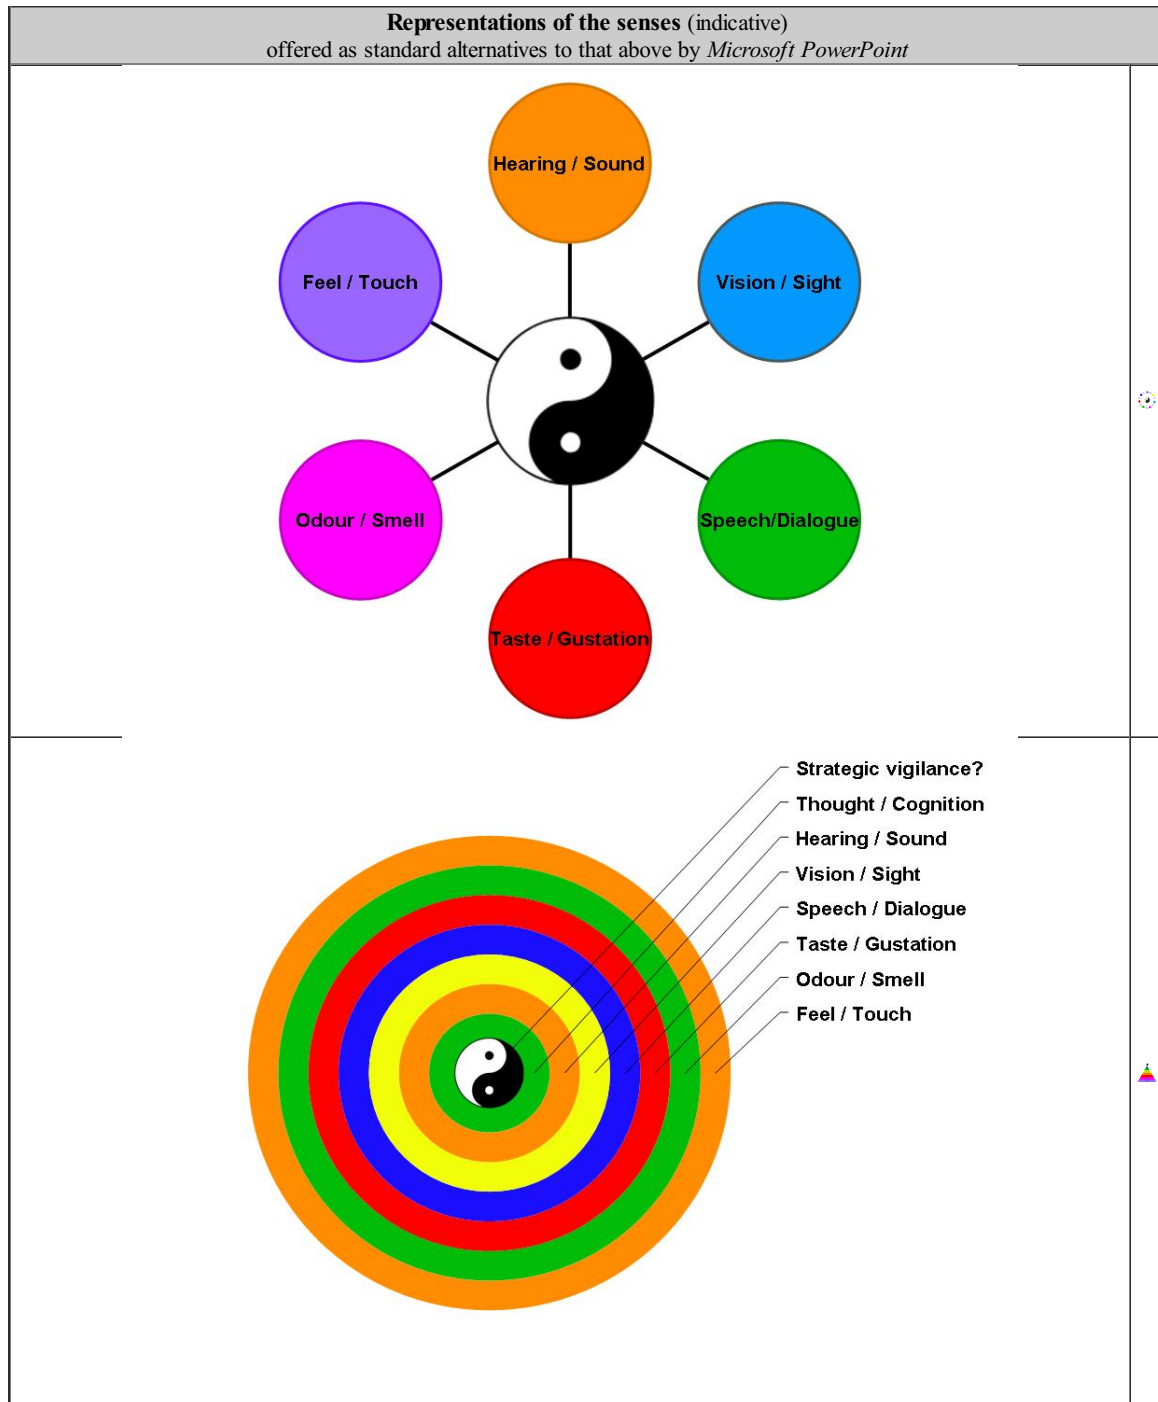 Representations of the senses (indicative)
offered as standard alternatives to that above by Microsoft PowerPoint
Hearing / Sound
Feel / Touch
Vision / Sight
Odour / Smell
Speech/Dialogue
Taste / Gustation
Strategic vigilance?
Thought / Cognition
Hearing / Sound
Vision / Sight
Speech / Dialogue
Taste / Gustation
Odour / Smell
Feel / Touch